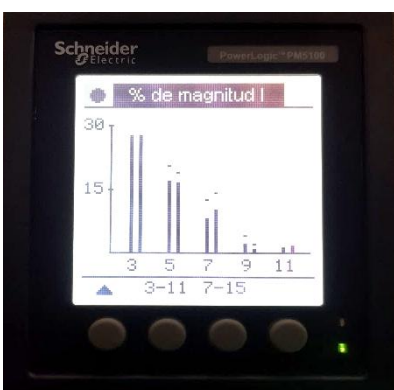 Schneider
Electric
PowerLogic™ PM5100
% de magnitud I
30
15
3 5 7 9 11
3-11 7-15